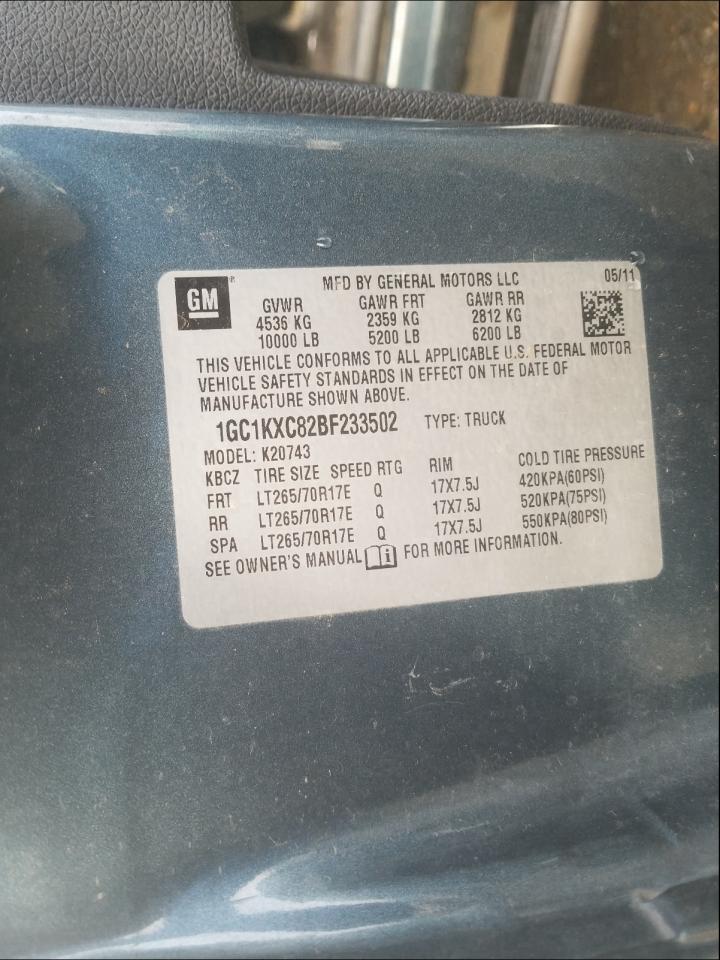 GM
MFD BY GENERAL MOTORS LLC 05/11
GVWR GAWR FRT GAWR RR
4536 KG 2359 KG 2812 KG
10000 LB 5200 LB 6200 LB
THIS VEHICLE CONFORMS TO ALL APPLICABLE U.S. FEDERAL MOTOR
VEHICLE SAFETY STANDARDS IN EFFECT ON THE DATE OF
MANUFACTURE SHOWN ABOVE.
1GC1KXC82BF233502 TYPE: TRUCK
MODEL: K20743
KBCZ TIRE SIZE SPEED RTG RIM COLD TIRE PRESSURE
FRT LT265/70R17E Q 17X7.5J 420KPA(60PSI)
RR LT265/70R17E Q 17X7.5J 520KPA(75PSI)
SPA LT265/70R17E Q 17X7.5J 550KPA(80PSI)
SEE OWNER'S MANUAL i FOR MORE INFORMATION.